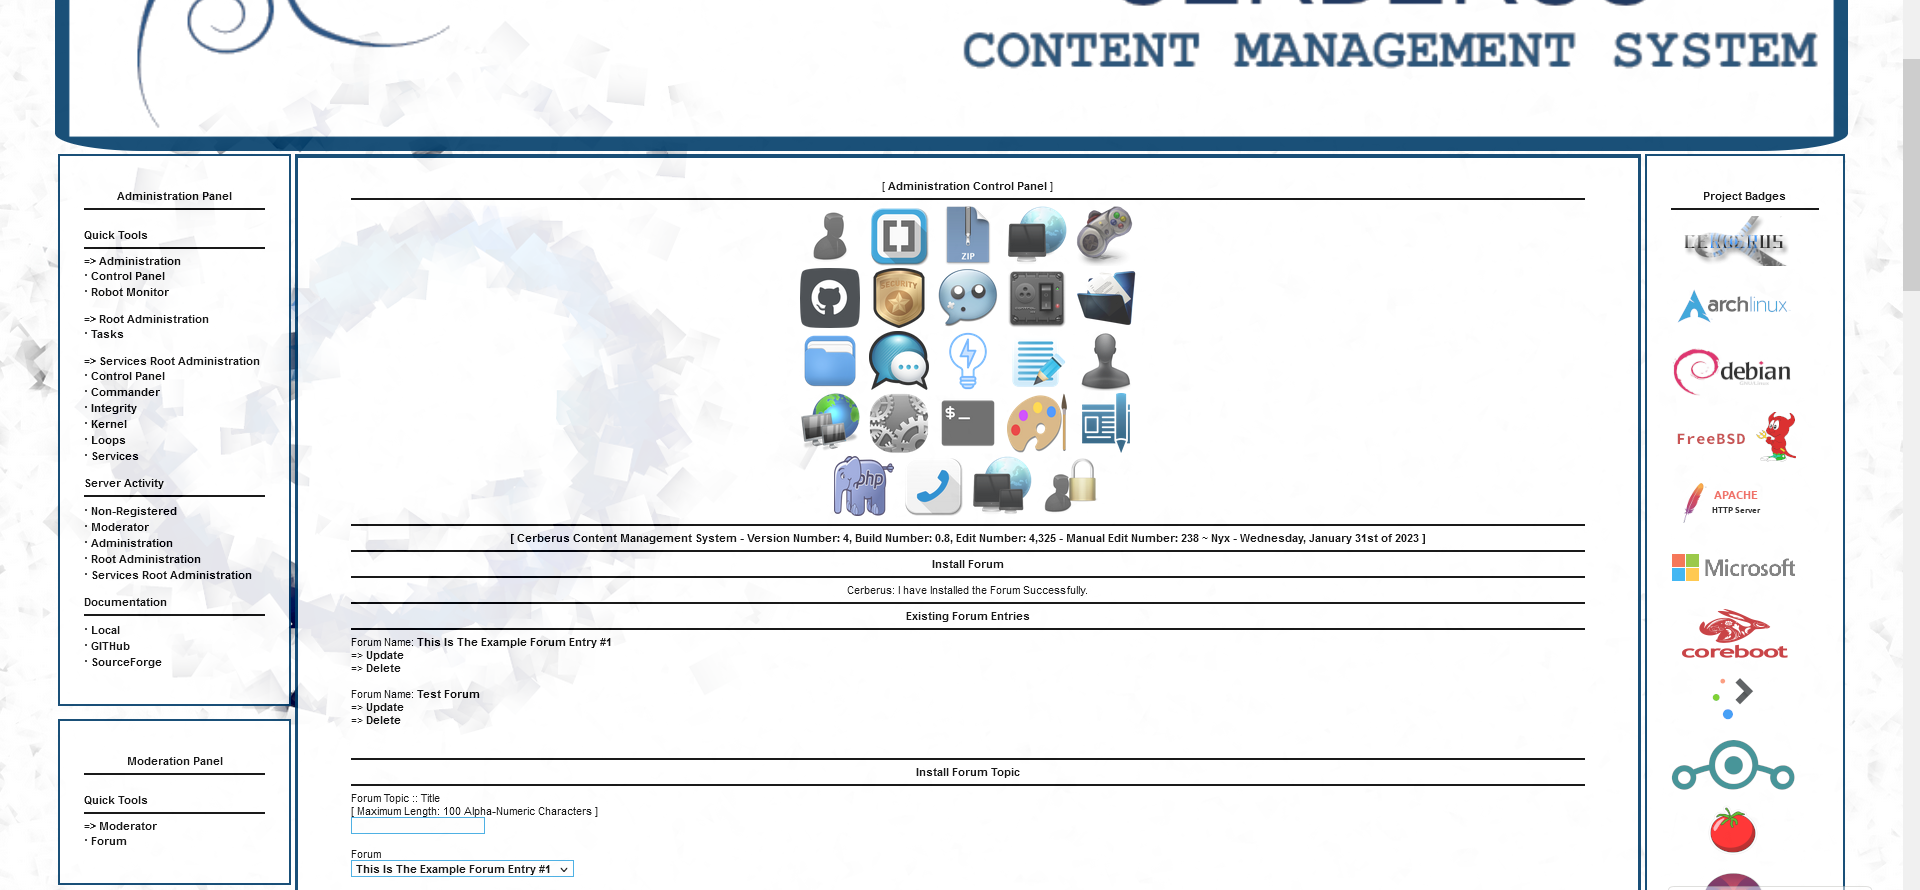 CERBERUS
CONTENT MANAGEMENT SYSTEM
Administration Panel
Quick Tools
=> Administration
· Control Panel
· Robot Monitor
=> Root Administration
· Tasks
=> Services Root Administration
· Control Panel
· Commander
· Integrity
· Kernel
· Loops
· Services
Server Activity
· Non-Registered
· Moderator
· Administration
· Root Administration
· Services Root Administration
Documentation
· Local
· GITHub
· SourceForge
Moderation Panel
Quick Tools
=> Moderator
· Forum
[ Administration Control Panel ]
ZIP
SECURITY
$_
php
[ Cerberus Content Management System - Version Number: 4, Build Number: 0.8, Edit Number: 4,325 - Manual Edit Number: 238 ~ Nyx - Wednesday, January 31st of 2023 ]
Install Forum
Cerberus: I have Installed the Forum Successfully.
Existing Forum Entries
Forum Name: This Is The Example Forum Entry #1
=> Update
=> Delete
Forum Name: Test Forum
=> Update
=> Delete
Install Forum Topic
Forum Topic :: Title
[ Maximum Length: 100 Alpha-Numeric Characters ]
Forum
This Is The Example Forum Entry #1
Project Badges
CERBERUS
archlinux
debian
FreeBSD
APACHE
HTTP Server
Microsoft
coreboot